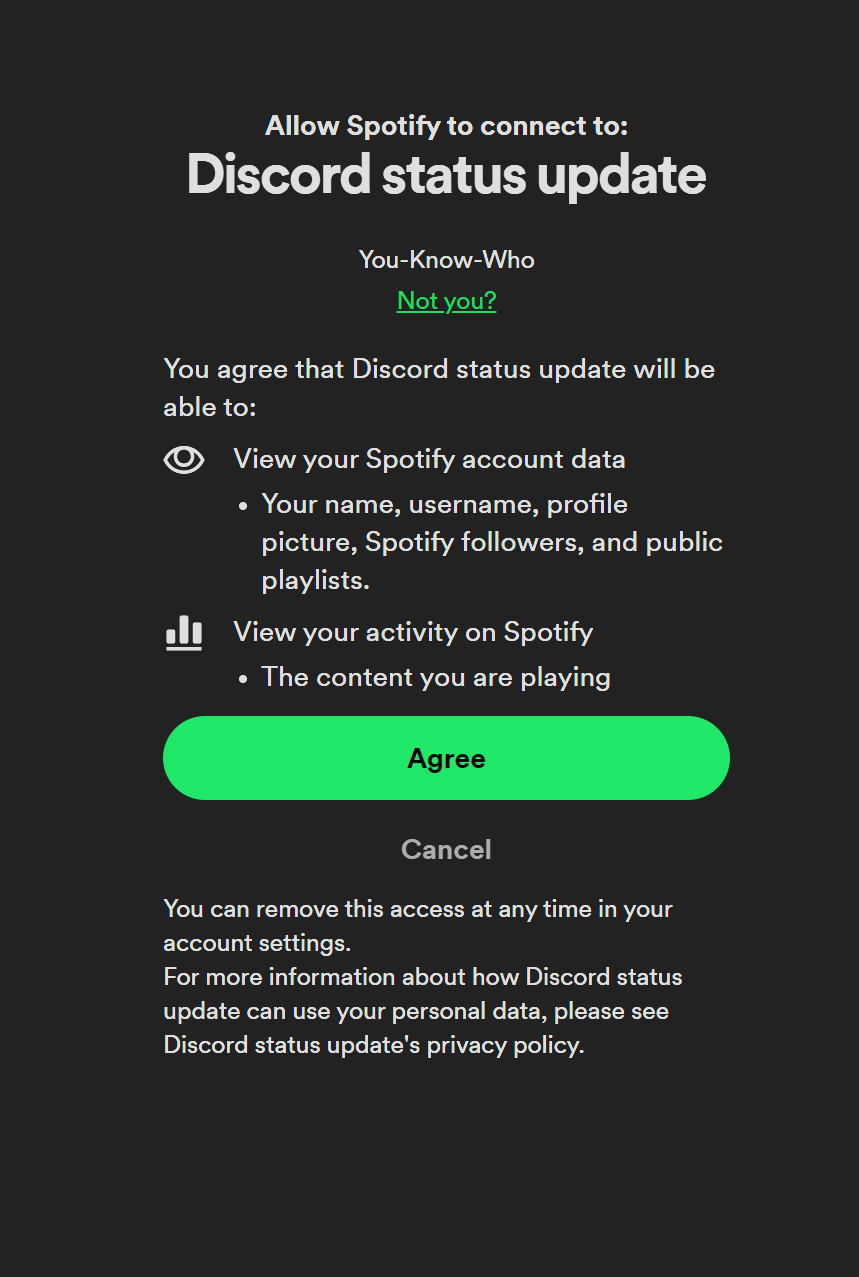 Allow Spotify to connect to:
Discord status update
You-Know-Who
Not you?
You agree that Discord status update will be
able to:
View your Spotify account data
• Your name, username, profile
picture, Spotify followers, and public
playlists.
View your activity on Spotify
• The content you are playing
Agree
Cancel
You can remove this access at any time in your
account settings.
For more information about how Discord status
update can use your personal data, please see
Discord status update's privacy policy.